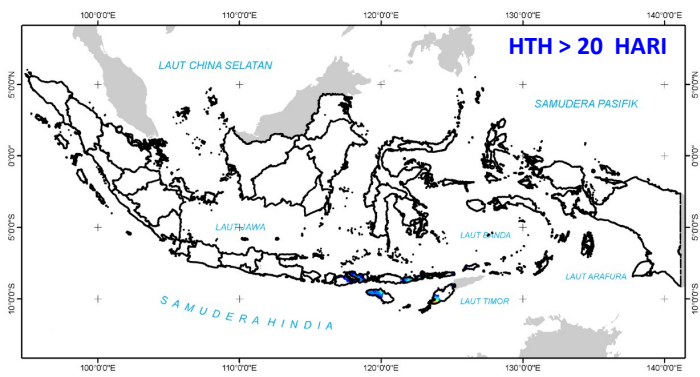 100°0'0"E 110°0'0"E 120°0'0"E 130°0'0"E 140°0'0"E
HTH > 20 HARI
LAUT CHINA SELATAN
5°0'0"N 5°0'0"N
SAMUDERA PASIFIK
0°0'0" 0°0'0"
LAUT JAWA
LAUT BANDA
5°0'0"S 5°0'0"S
LAUT ARAFURA
SAMUDERA HINDIA
LAUT TIMOR
10°0'0"S 10°0'0"S
100°0'0"E 110°0'0"E 120°0'0"E 130°0'0"E 140°0'0"E